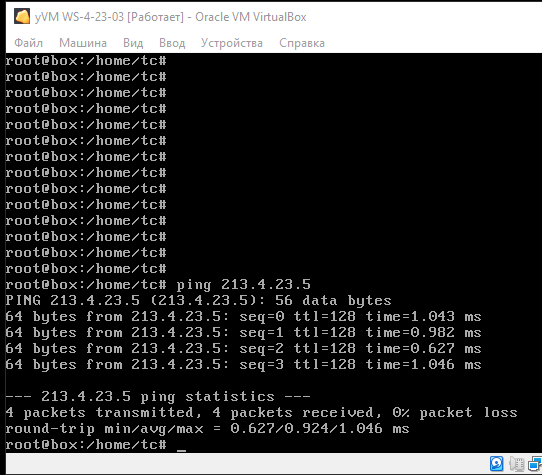 yVM WS-4-23-03 [Работает] - Oracle VM VirtualBox
Файл Машина Вид Ввод Устройства Справка
root@box:/home/tc#
root@box:/home/tc#
root@box:/home/tc#
root@box:/home/tc#
root@box:/home/tc#
root@box:/home/tc#
root@box:/home/tc#
root@box:/home/tc#
root@box:/home/tc#
root@box:/home/tc#
root@box:/home/tc#
root@box:/home/tc#
root@box:/home/tc#
root@box:/home/tc#
root@box:/home/tc# ping 213.4.23.5
PING 213.4.23.5 (213.4.23.5): 56 data bytes
64 bytes from 213.4.23.5: seq=0 ttl=128 time=1.043 ms
64 bytes from 213.4.23.5: seq=1 ttl=128 time=0.982 ms
64 bytes from 213.4.23.5: seq=2 ttl=128 time=0.627 ms
64 bytes from 213.4.23.5: seq=3 ttl=128 time=1.046 ms
--- 213.4.23.5 ping statistics ---
4 packets transmitted, 4 packets received, 0% packet loss
round-trip min/avg/max = 0.627/0.924/1.046 ms
root@box:/home/tc# _